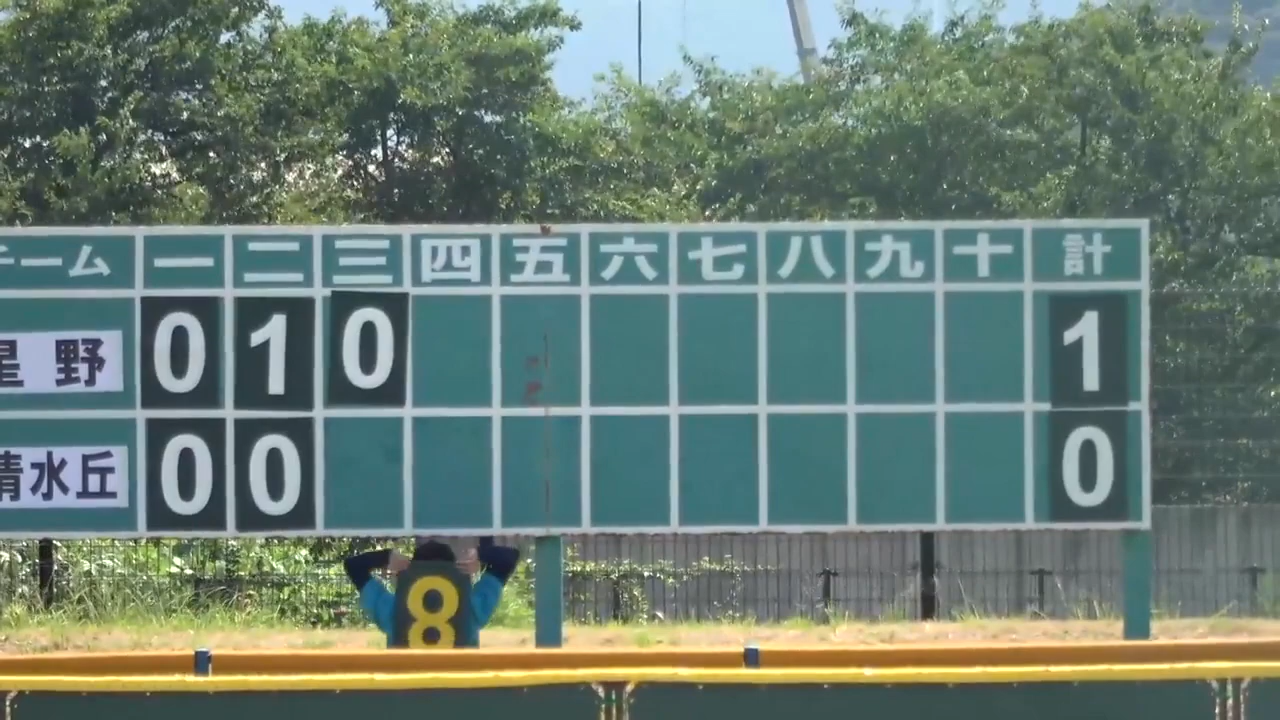 チーム 一 二 三 四 五 六 七 八 九 十 計
星野 0 1 0 1
清水丘 0 0 0
8